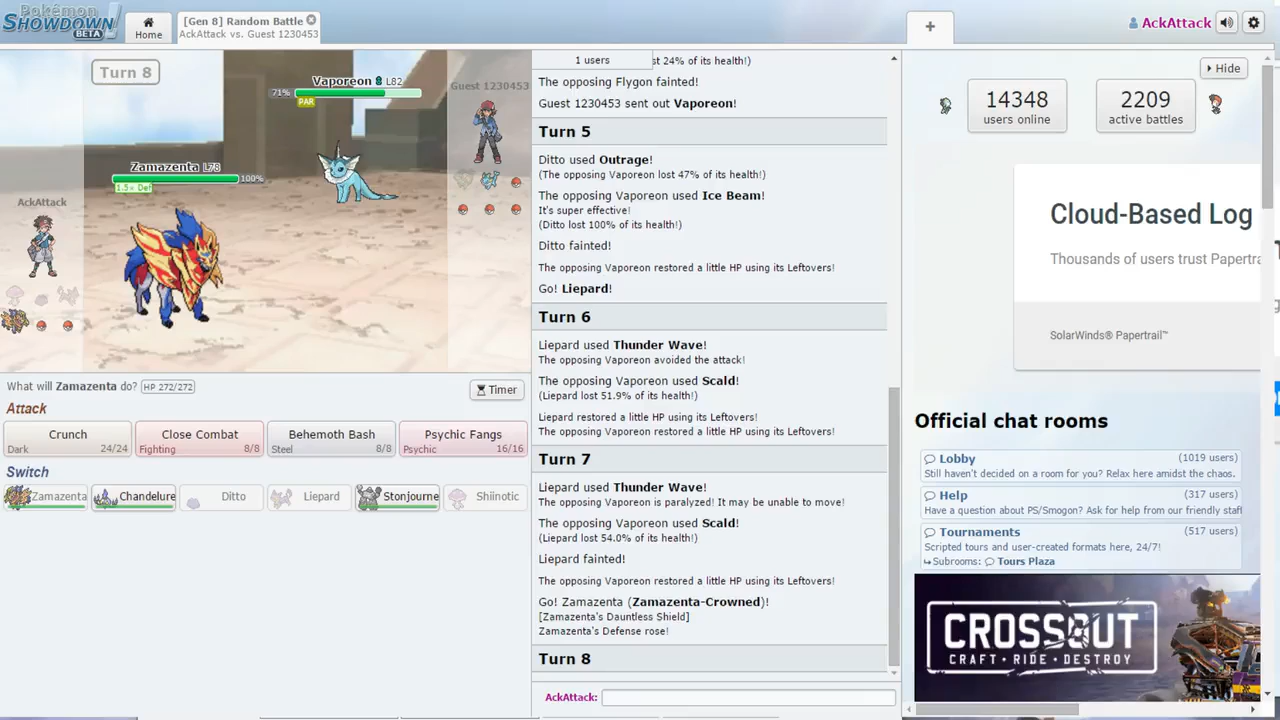 Pokémon
SHOWDOWN!
BETA
Home
[Gen 8] Random Battle
AckAttack vs. Guest 1230453
+
AckAttack
Turn 8
Vaporeon L82
71%
PAR
Guest 1230453
Zamazenta L78
100%
1.5× Def
AckAttack
What will Zamazenta do? HP 272/272
Timer
Attack
Crunch
Dark 24/24
Close Combat
Fighting 8/8
Behemoth Bash
Steel 8/8
Psychic Fangs
Psychic 16/16
Switch
Zamazenta
Chandelure
Ditto
Liepard
Stonjourne
Shiinotic
1 users
st 24% of its health!)
The opposing Flygon fainted!
Guest 1230453 sent out Vaporeon!
Turn 5
Ditto used Outrage!
(The opposing Vaporeon lost 47% of its health!)
The opposing Vaporeon used Ice Beam!
It's super effective!
(Ditto lost 100% of its health!)
Ditto fainted!
The opposing Vaporeon restored a little HP using its Leftovers!
Go! Liepard!
Turn 6
Liepard used Thunder Wave!
The opposing Vaporeon avoided the attack!
The opposing Vaporeon used Scald!
(Liepard lost 51.9% of its health!)
Liepard restored a little HP using its Leftovers!
The opposing Vaporeon restored a little HP using its Leftovers!
Turn 7
Liepard used Thunder Wave!
The opposing Vaporeon is paralyzed! It may be unable to move!
The opposing Vaporeon used Scald!
(Liepard lost 54.0% of its health!)
Liepard fainted!
The opposing Vaporeon restored a little HP using its Leftovers!
Go! Zamazenta (Zamazenta-Crowned)!
[Zamazenta's Dauntless Shield]
Zamazenta's Defense rose!
Turn 8
AckAttack:
Hide
14348
users online
2209
active battles
Cloud-Based Log
Thousands of users trust Papertra
SolarWinds® Papertrail™
Official chat rooms
Lobby (1019 users)
Still haven't decided on a room for you? Relax here amidst the chaos.
Help (317 users)
Have a question about PS/Smogon? Ask for help from our friendly staff
Tournaments (517 users)
Scripted tours and user-created formats here, 24/7!
Subrooms: Tours Plaza
CROSSOUT
CRAFT • RIDE • DESTROY